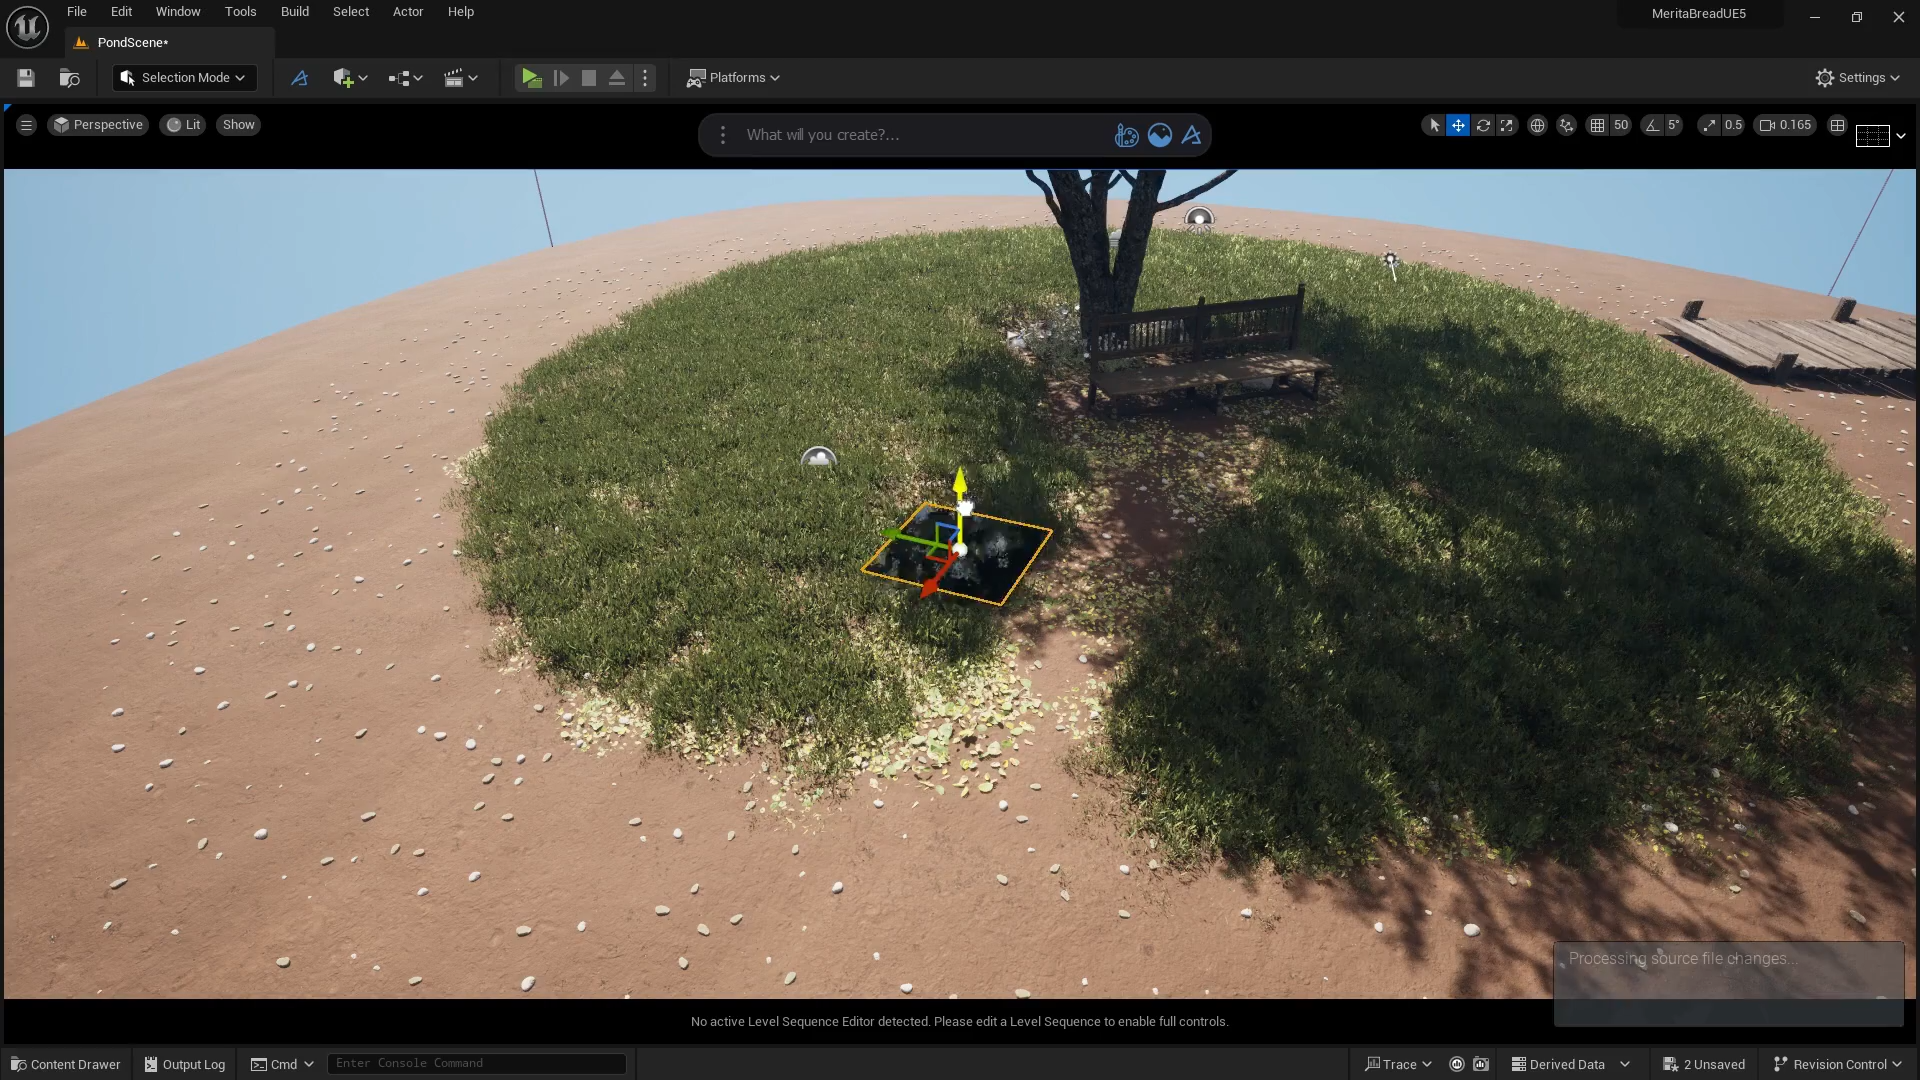 File Edit Window Tools Build Select Actor Help
MeritaBreadUE5
PondScene*
Selection Mode
Platforms
Settings
Perspective
Lit
Show
What will you create?...
50
5°
0.5
0.165
Processing source file changes...
No active Level Sequence Editor detected. Please edit a Level Sequence to enable full controls.
Content Drawer
Output Log
Cmd
Enter Console Command
Trace
Derived Data
2 Unsaved
Revision Control